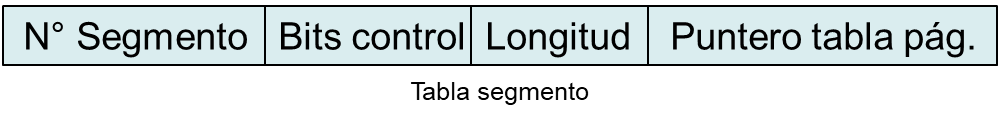 N° Segmento Bits control Longitud Puntero tabla pág.
Tabla segmento